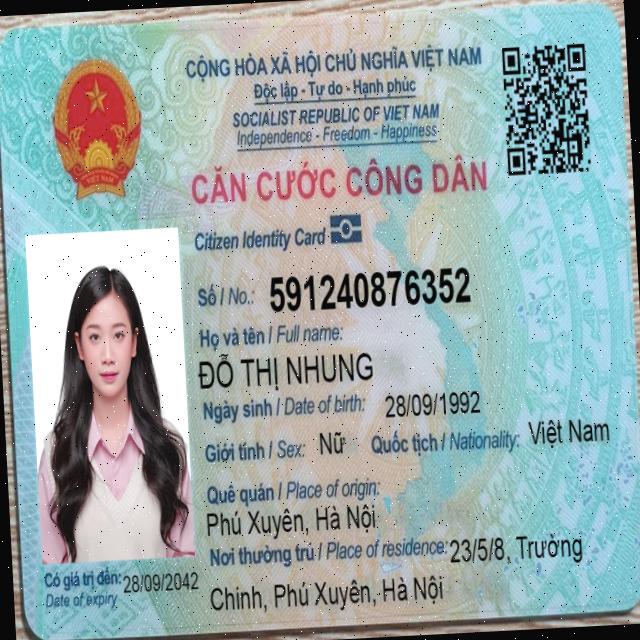 CỘNG HÒA XÃ HỘI CHỦ NGHĨA VIỆT NAM
Độc lập - Tự do - Hạnh phúc
SOCIALIST REPUBLIC OF VIET NAM
Independence - Freedom - Happiness
CĂN CƯỚC CÔNG DÂN
Citizen Identity Card
Số / No.: 591240876352
Họ và tên / Full name:
ĐỖ THỊ NHUNG
Ngày sinh / Date of birth: 28/09/1992
Giới tính / Sex: Nữ Quốc tịch / Nationality: Việt Nam
Quê quán / Place of origin:
Phú Xuyên, Hà Nội
Nơi thường trú / Place of residence: 23/5/8, Trường
Chinh, Phú Xuyên, Hà Nội
Có giá trị đến: 28/09/2042
Date of expiry
VIỆT NAM